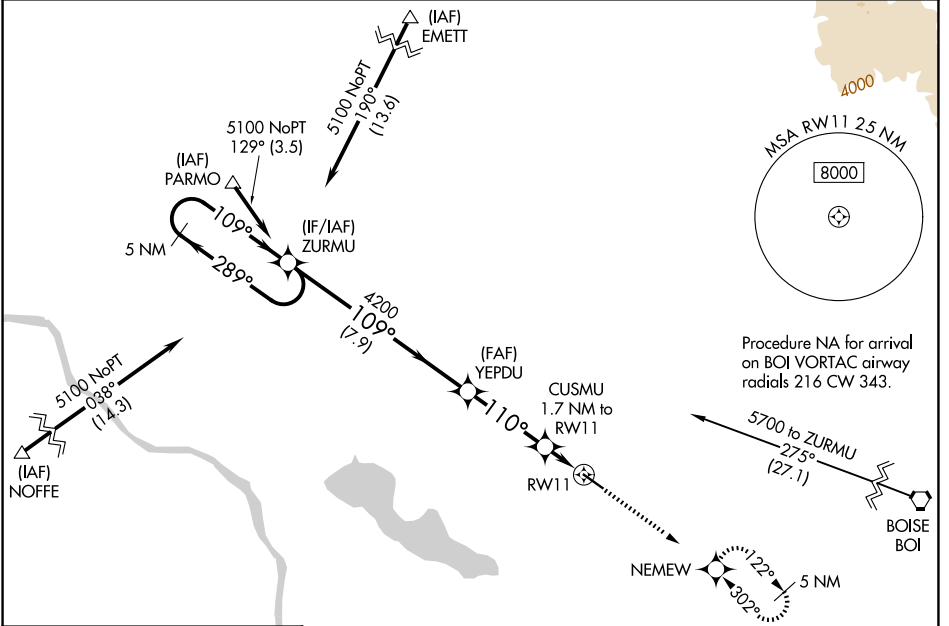 (IAF)
EMETT
4000
5100 NoPT
190°
(13.6)
5100 NoPT
129° (3.5)
MSA RW11 25 NM
8000
(IAF)
PARMO
109°
(IF/IAF)
ZURMU
5 NM
289°
4200
109°
(7.9)
Procedure NA for arrival
on BOI VORTAC airway
radials 216 CW 343.
5100 NoPT
038°
(14.3)
(FAF)
YEPDU
CUSMU
1.7 NM to
RW11
110°
5700 to ZURMU
275°
(27.1)
(IAF)
NOFFE
RW11
BOISE
BOI
NEMEW
122°
5 NM
302°